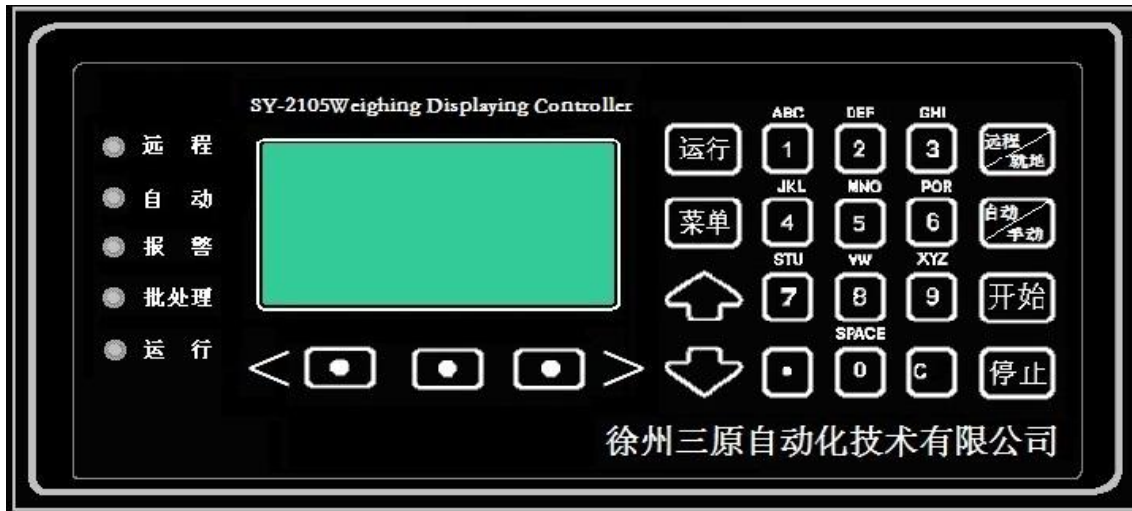 SY-2105Weighing Displaying Controller
远程
自动
报警
批处理
运行
< >
运行
ABC
1
DEF
2
GHI
3
远程/就地
菜单
JKL
4
MNO
5
POR
6
自动/手动
STU
7
VW
8
XYZ
9
开始
.
SPACE
0
C
停止
徐州三原自动化技术有限公司